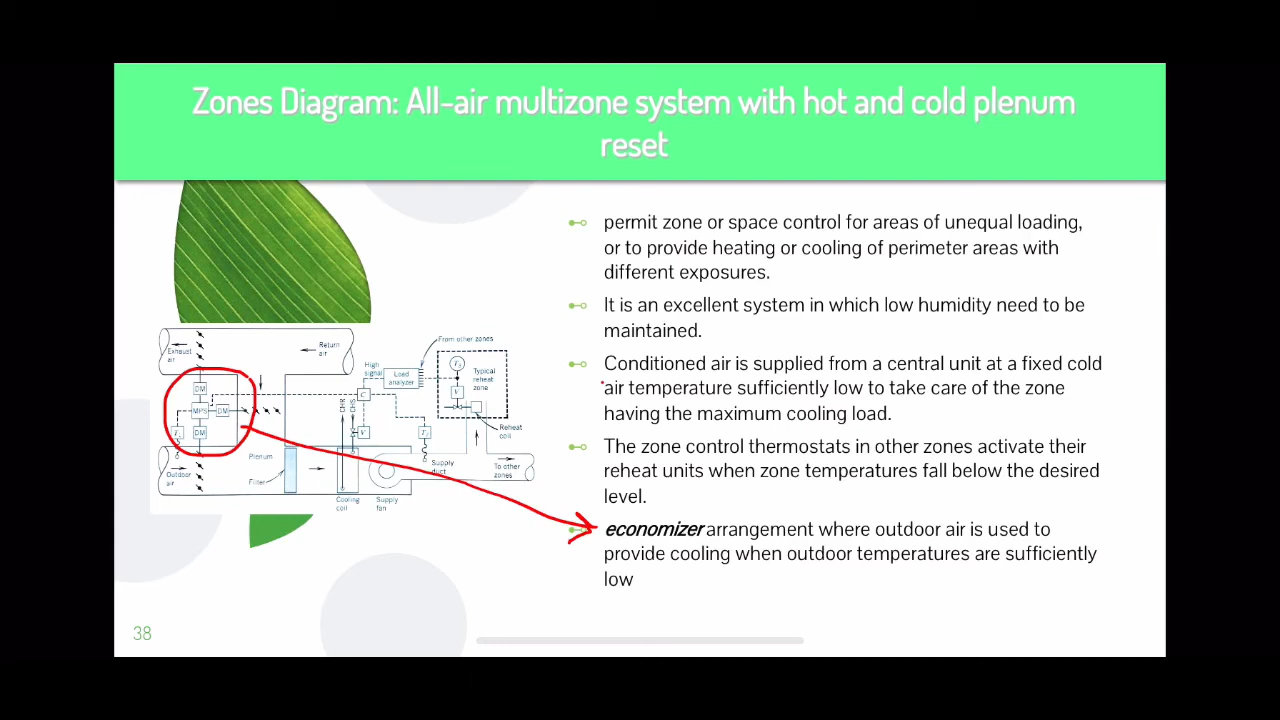 Zones Diagram: All-air multizone system with hot and cold plenum
reset
permit zone or space control for areas of unequal loading,
or to provide heating or cooling of perimeter areas with
different exposures.
It is an excellent system in which low humidity need to be
maintained.
Conditioned air is supplied from a central unit at a fixed cold
air temperature sufficiently low to take care of the zone
having the maximum cooling load.
The zone control thermostats in other zones activate their
reheat units when zone temperatures fall below the desired
level.
economizer arrangement where outdoor air is used to
provide cooling when outdoor temperatures are sufficiently
low
Exhaust
air
Return
air
From other zones
High
signal
Load
analyzer
Typical
reheat
zone
V
C
CHR
CHS
DM
MPS
DM
DM
V
Reheat
coil
Outdoor
air
Plenum
Filter
Cooling
coil
Supply
fan
Supply
duct
To other
zones
38